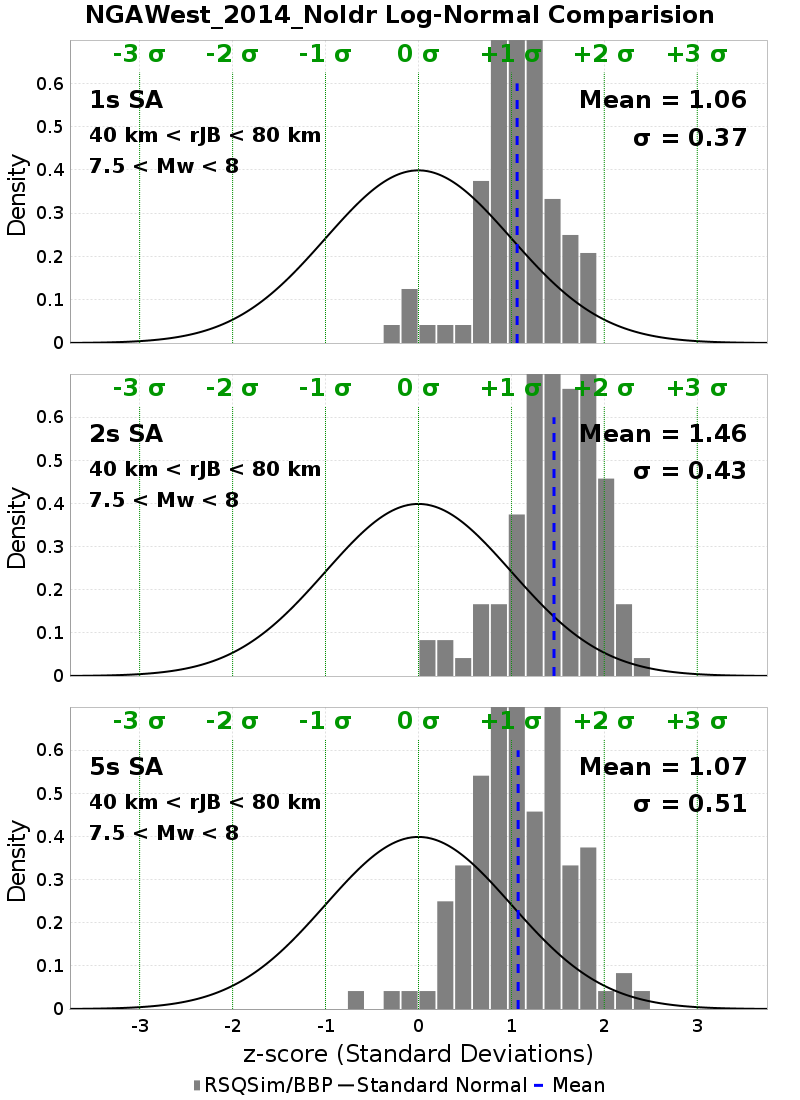 NGAWest_2014_NoIdr Log-Normal Comparision
-3 σ -2 σ -1 σ 0 σ +1 σ +2 σ +3 σ
1s SA
Mean = 1.06
40 km < rJB < 80 km
σ = 0.37
7.5 < Mw < 8
0.6
0.5
0.4
0.3
0.2
0.1
0
Density
-3 σ -2 σ -1 σ 0 σ +1 σ +2 σ +3 σ
2s SA
Mean = 1.46
40 km < rJB < 80 km
σ = 0.43
7.5 < Mw < 8
0.6
0.5
0.4
0.3
0.2
0.1
0
Density
-3 σ -2 σ -1 σ 0 σ +1 σ +2 σ +3 σ
5s SA
Mean = 1.07
40 km < rJB < 80 km
σ = 0.51
7.5 < Mw < 8
0.6
0.5
0.4
0.3
0.2
0.1
0
Density
-3 -2 -1 0 1 2 3
z-score (Standard Deviations)
RSQSim/BBP Standard Normal Mean